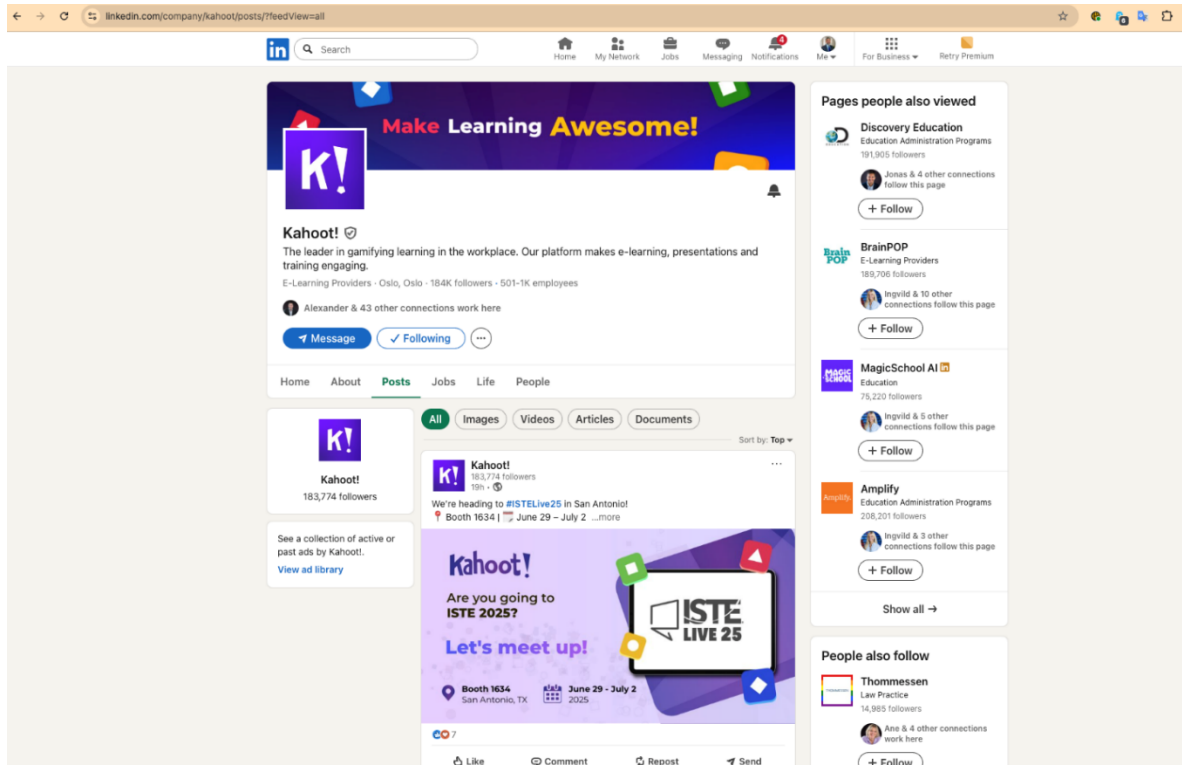 linkedin.com/company/kahoot/posts/?feedView=all
in
Search
Home
My Network
Jobs
Messaging
4
Notifications
Me
For Business
Retry Premium
Make Learning Awesome!
K!
Kahoot!
The leader in gamifying learning in the workplace. Our platform makes e-learning, presentations and
training engaging.
E-Learning Providers · Oslo, Oslo · 184K followers · 501-1K employees
Alexander & 43 other connections work here
Message
Following
Home
About
Posts
Jobs
Life
People
K!
Kahoot!
183,774 followers
See a collection of active or
past ads by Kahoot!.
View ad library
All
Images
Videos
Articles
Documents
Sort by: Top
K!
Kahoot!
183,774 followers
19h •
...
We're heading to #ISTELive25 in San Antonio!
Booth 1634 | June 29 – July 2 ...more
Kahoot!
Are you going to
ISTE 2025?
Let's meet up!
Booth 1634
San Antonio, TX
June 29 - July 2
2025
ISTE
LIVE 25
7
Like
Comment
Repost
Send
Pages people also viewed
Discovery Education
Education Administration Programs
191,905 followers
Jonas & 4 other connections
follow this page
+ Follow
Brain
POP
BrainPOP
E-Learning Providers
189,706 followers
Ingvild & 10 other
connections follow this page
+ Follow
MAGIC
SCHOOL
MagicSchool AI in
Education
75,220 followers
Ingvild & 5 other
connections follow this page
+ Follow
Amplify.
Amplify
Education Administration Programs
208,201 followers
Ingvild & 3 other
connections follow this page
+ Follow
Show all →
People also follow
Thommessen
Law Practice
14,985 followers
Ane & 4 other connections
work here
+ Follow